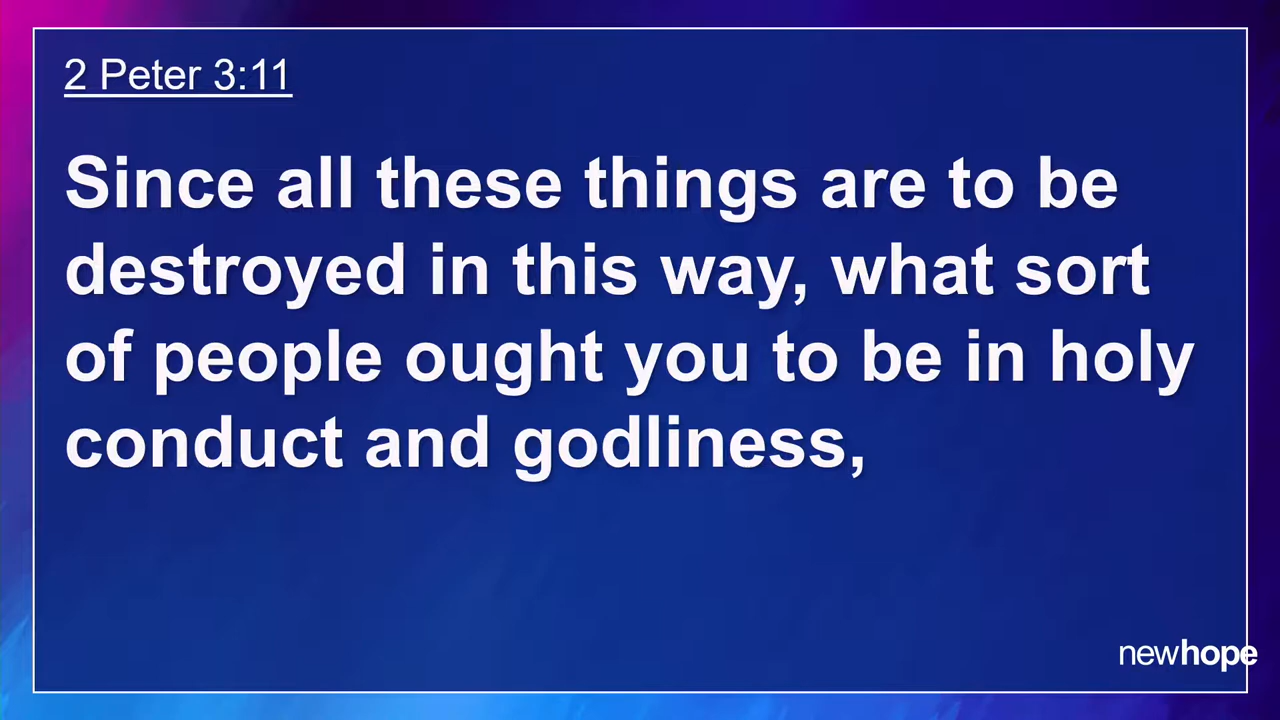 2 Peter 3:11
Since all these things are to be
destroyed in this way, what sort
of people ought you to be in holy
conduct and godliness,
newhope